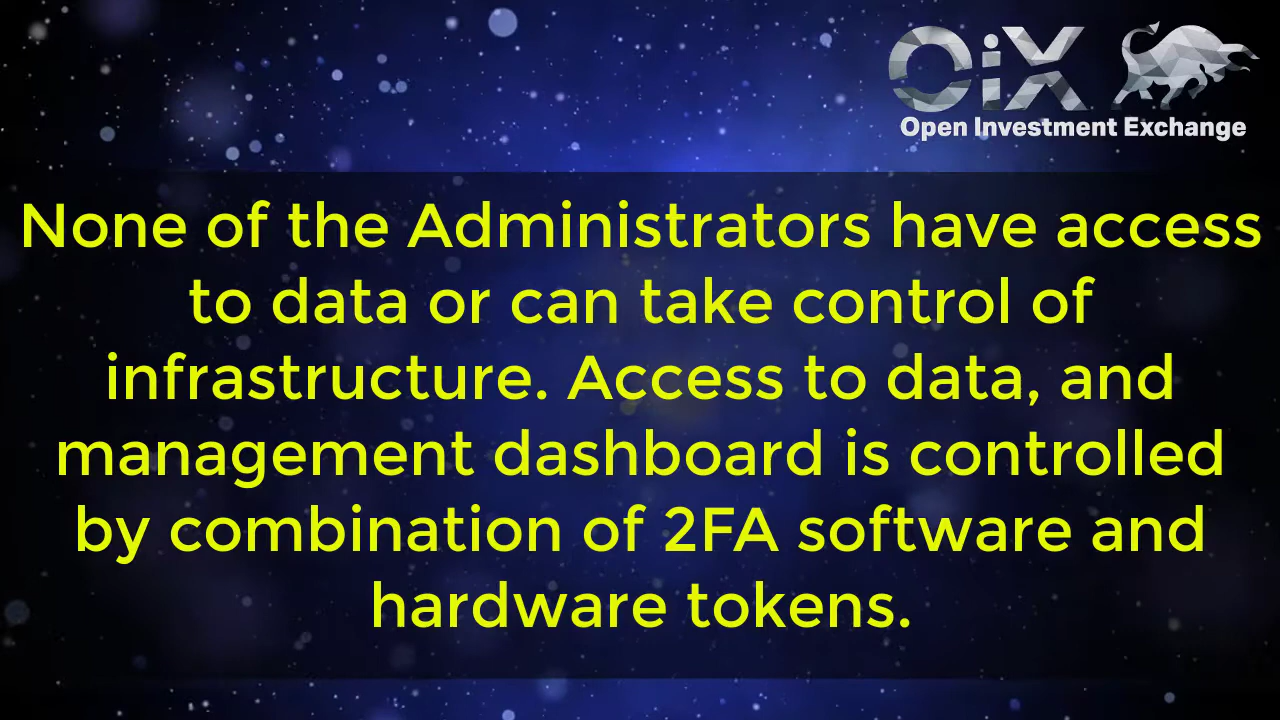 OiX
Open Investment Exchange
None of the Administrators have access
to data or can take control of
infrastructure. Access to data, and
management dashboard is controlled
by combination of 2FA software and
hardware tokens.